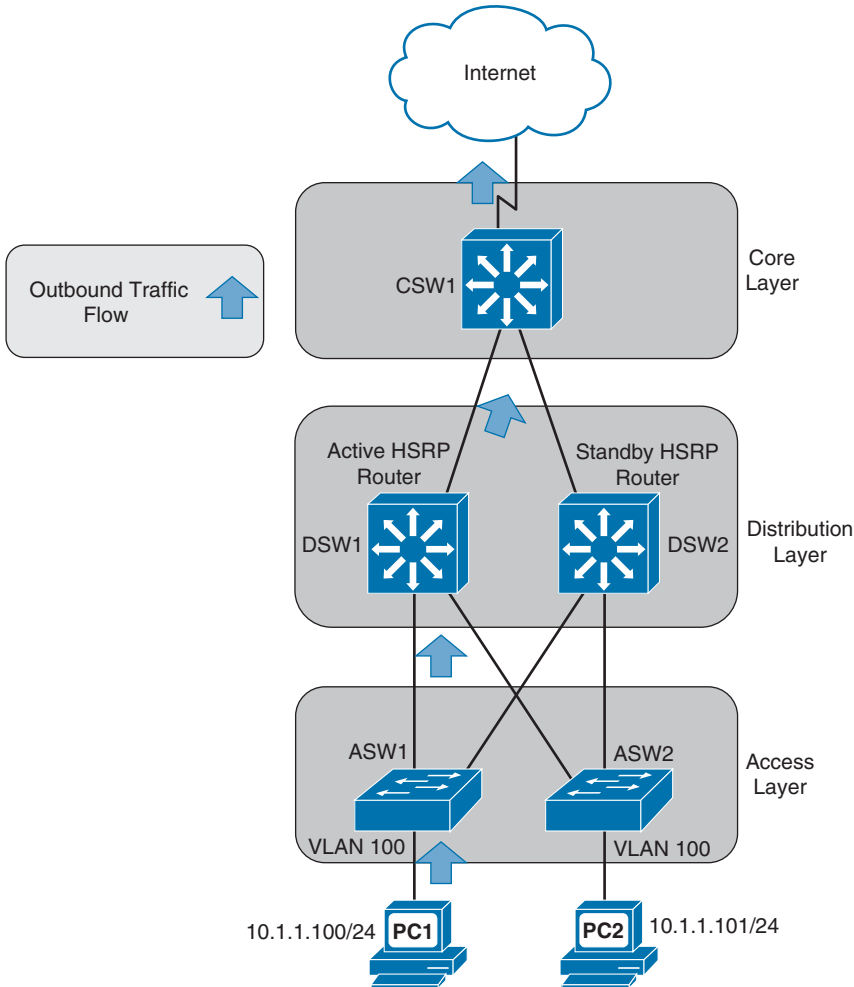 Internet
Core
Layer
CSW1
Outbound Traffic
Flow
Active HSRP
Router
Standby HSRP
Router
DSW1
DSW2
Distribution
Layer
ASW1
ASW2
Access
Layer
VLAN 100
VLAN 100
10.1.1.100/24
PC1
PC2
10.1.1.101/24